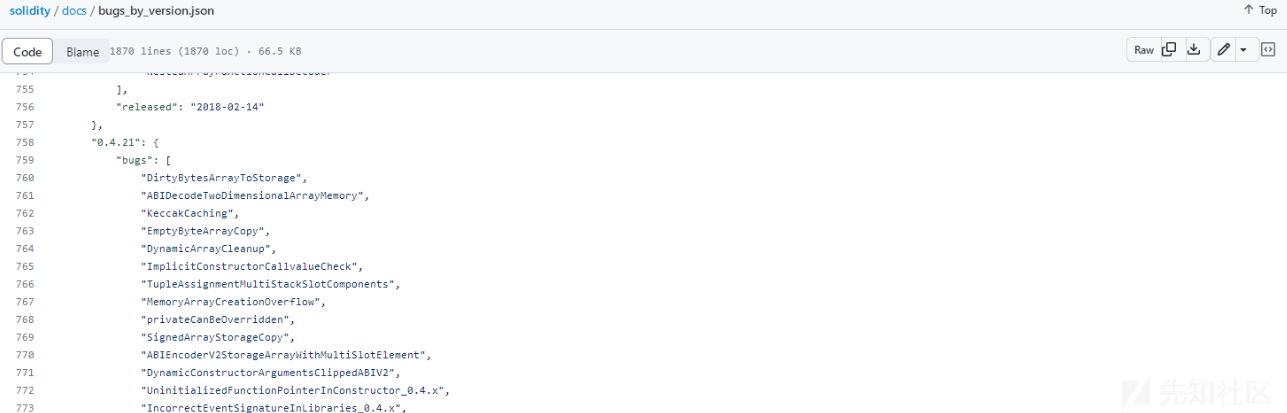 solidity / docs / bugs_by_version.json
Top
Code Blame 1870 lines (1870 loc) · 66.5 KB
Raw
755 ],
756 "released": "2018-02-14"
757 },
758 "0.4.21": {
759 "bugs": [
760 "DirtyBytesArrayToStorage",
761 "ABIDecodeTwoDimensionalArrayMemory",
762 "KeccakCaching",
763 "EmptyByteArrayCopy",
764 "DynamicArrayCleanup",
765 "ImplicitConstructorCallvalueCheck",
766 "TupleAssignmentMultiStackSlotComponents",
767 "MemoryArrayCreationOverflow",
768 "privateCanBeOverridden",
769 "SignedArrayStorageCopy",
770 "ABIEncoderV2StorageArrayWithMultiSlotElement",
771 "DynamicConstructorArgumentsClippedABIV2",
772 "UninitializedFunctionPointerInConstructor_0.4.x",
773 "IncorrectEventSignatureInLibraries_0.4.x",
先知社区